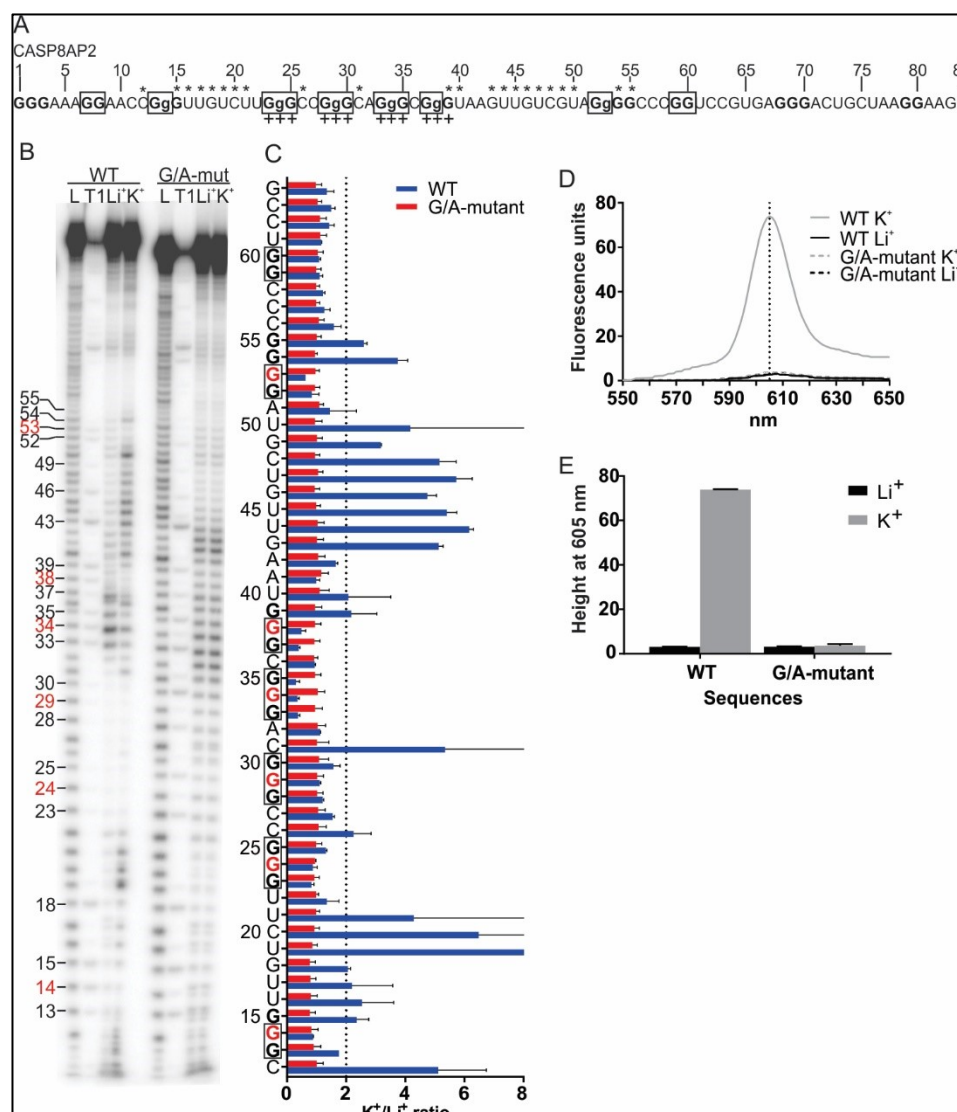 A
CASP8AP2
1 5 10 15 20 25 30 35 40 45 50 55 60 65 70 75 80 83
* ******* * * ** ******** **
GGGAAAGGAACCGgGUUGUCUUGgGCCGgGCAGgGCGgGUAAGUUGUCGUAGgGGCCCGGUCCGUGAGGGACUGCUAAGGAAG
+++ +++ +++ +++
B
WT G/A-mut
L T1 Li+ K+ L T1 Li+ K+
55
54
53
52
49
46
43
39
38
37
35
34
33
30
29
28
25
24
23
18
15
14
13
C
WT
G/A-mutant
G
C
C
U
60 G
G
C
C
C
55 G
G
G
G
A
50 U
G
C
U
G
45 U
U
G
A
A
40 U
G
G
G
C
35 G
G
G
A
C
30 G
G
G
C
C
25 G
G
G
U
U
20 C
U
G
U
U
15 G
G
G
C
0 2 4 6 8
K+/Li+ ratio
D
Fluorescence units
80
60
40
20
0
550 570 590 610 630 650
nm
WT K+
WT Li+
G/A-mutant K+
G/A-mutant Li+
E
Height at 605 nm
80
60
40
20
0
Li+
K+
WT G/A-mutant
Sequences